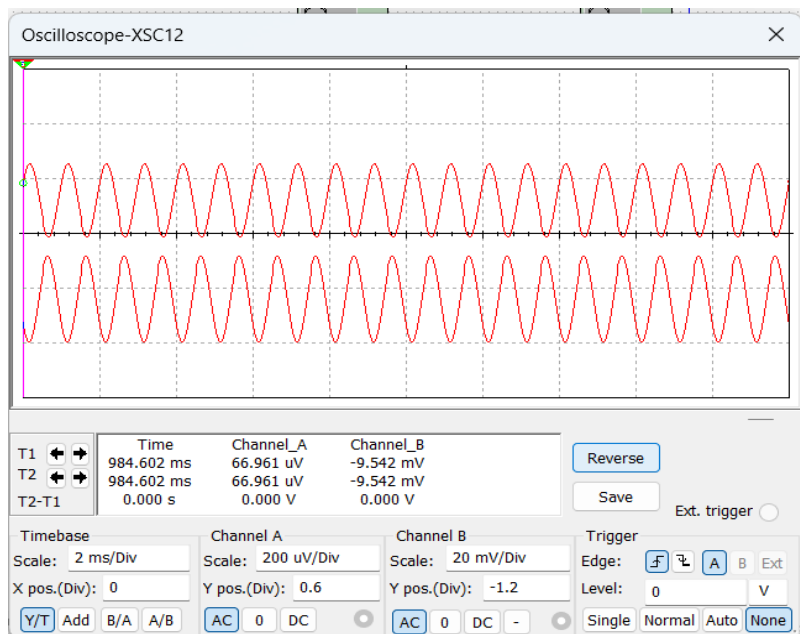 Oscilloscope-XSC12
T1
T2
T2-T1
Time Channel_A Channel_B
984.602 ms 66.961 uV -9.542 mV
984.602 ms 66.961 uV -9.542 mV
0.000 s 0.000 V 0.000 V
Reverse
Save
Ext. trigger
Timebase
Scale: 2 ms/Div
X pos.(Div): 0
Y/T Add B/A A/B
Channel A
Scale: 200 uV/Div
Y pos.(Div): 0.6
AC 0 DC
Channel B
Scale: 20 mV/Div
Y pos.(Div): -1.2
AC 0 DC -
Trigger
Edge: A B Ext
Level: 0 V
Single Normal Auto None